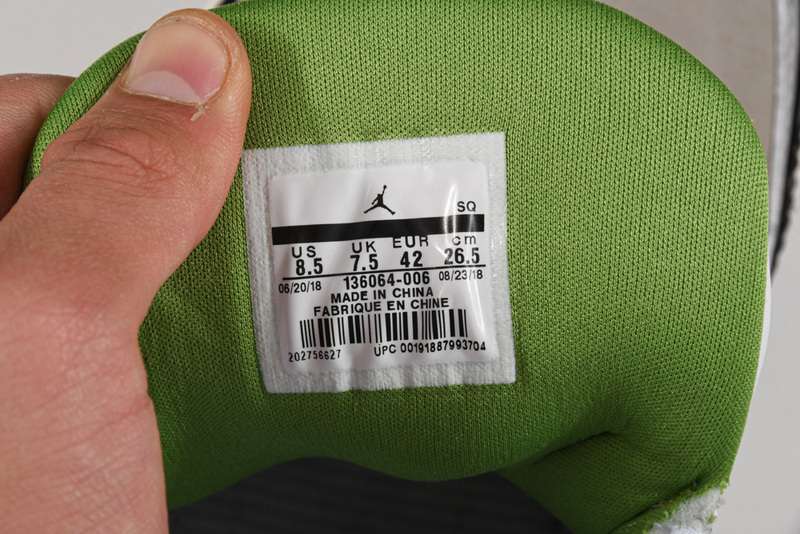 SQ
US UK EUR cm
8.5 7.5 42 26.5
06/20/18 136064-006 08/23/18
MADE IN CHINA
FABRIQUE EN CHINE
202756627 UPC 00191887993704